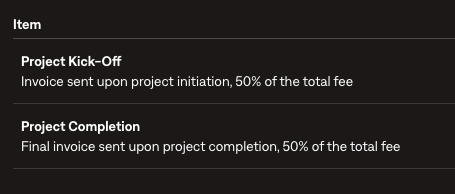 Item
Project Kick-Off
Invoice sent upon project initiation, 50% of the total fee
Project Completion
Final invoice sent upon project completion, 50% of the total fee